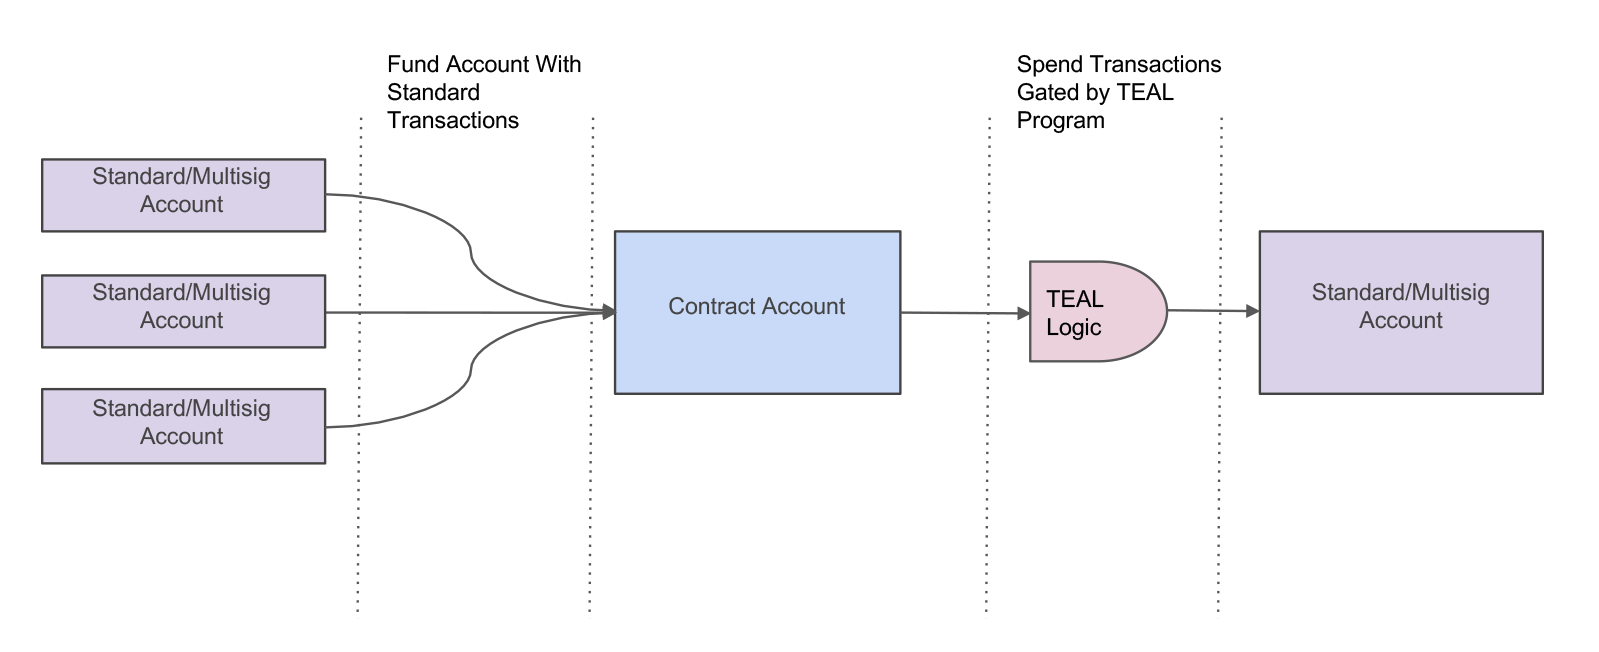 Fund Account With
Standard
Transactions
Spend Transactions
Gated by TEAL
Program
Standard/Multisig
Account
Standard/Multisig
Account
Standard/Multisig
Account
Contract Account
TEAL
Logic
Standard/Multisig
Account